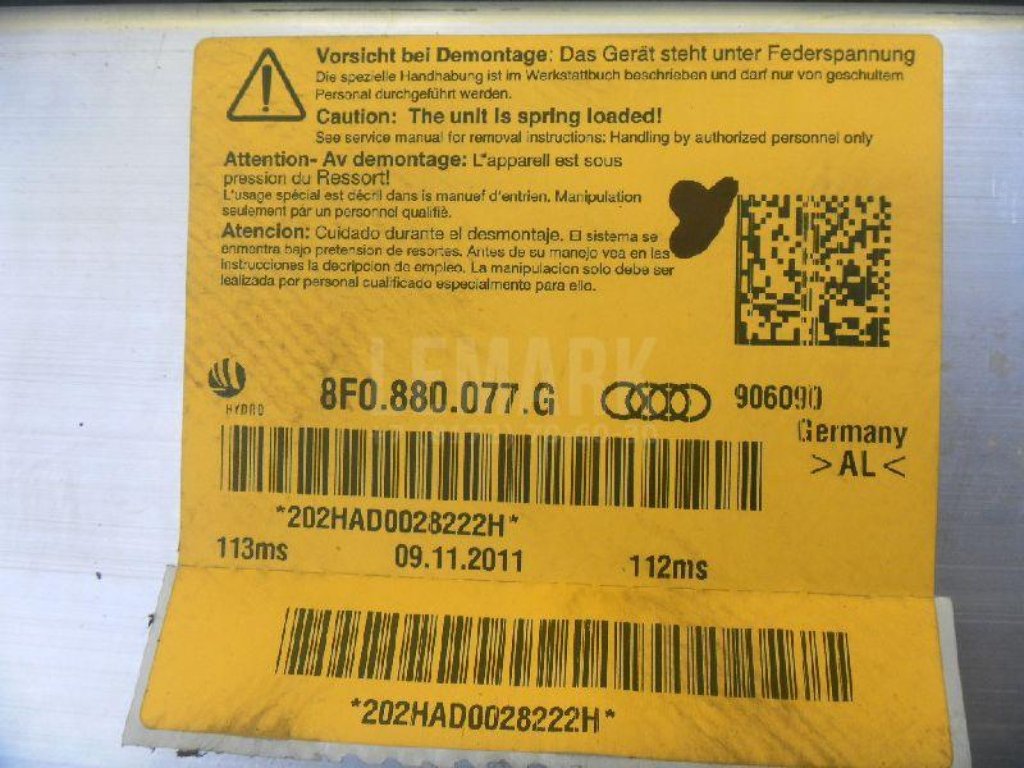 Vorsicht bei Demontage: Das Gerät steht unter Federspannung
Die spezielle Handhabung ist im Werkstattbuch beschrieben und darf nur von geschultem
Personal durchgeführt werden.
Caution: The unit is spring loaded!
See service manual for removal instructions: Handling by authorized personnel only
Attention- Av demontage: L'appareil est sous
pression du Ressort!
L'usage spécial est décril dans is manuef d'entrien. Manipulation
seulement par un personnel qualifié.
Atencion: Cuidado durante el desmontaje. El sistema se
enmentra bajo pretension de resortes. Antes de su manejo vea en las
Instrucciones la decripcion de empleo. La manipulacion solo debe ser
lealizada por personal cualificado especialmento para ello.
LEMARK
HYDRO
8F0.880.077.G
906090
Germany
>AL<
*202HAD0028222H*
113ms
09.11.2011
112ms
*202HAD0028222H*